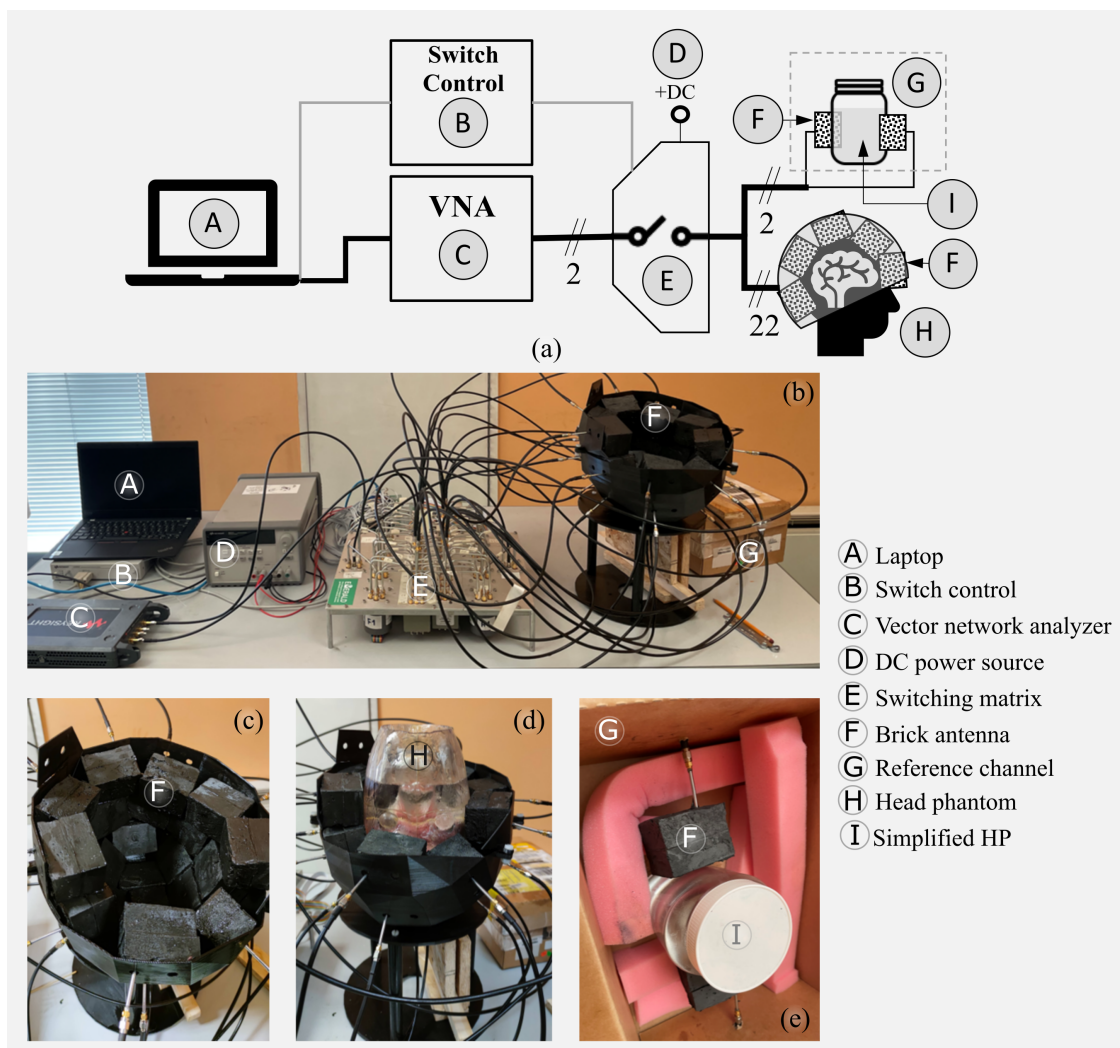 Switch
Control
B
D
+DC
G
F
A
VNA
C
2
E
2
I
F
22
H
(a)
(b)
A
B
C
KEYSIGHT
D
E
F
G
(c)
F
(d)
H
G
F
I
(e)
A Laptop
B Switch control
C Vector network analyzer
D DC power source
E Switching matrix
F Brick antenna
G Reference channel
H Head phantom
I Simplified HP